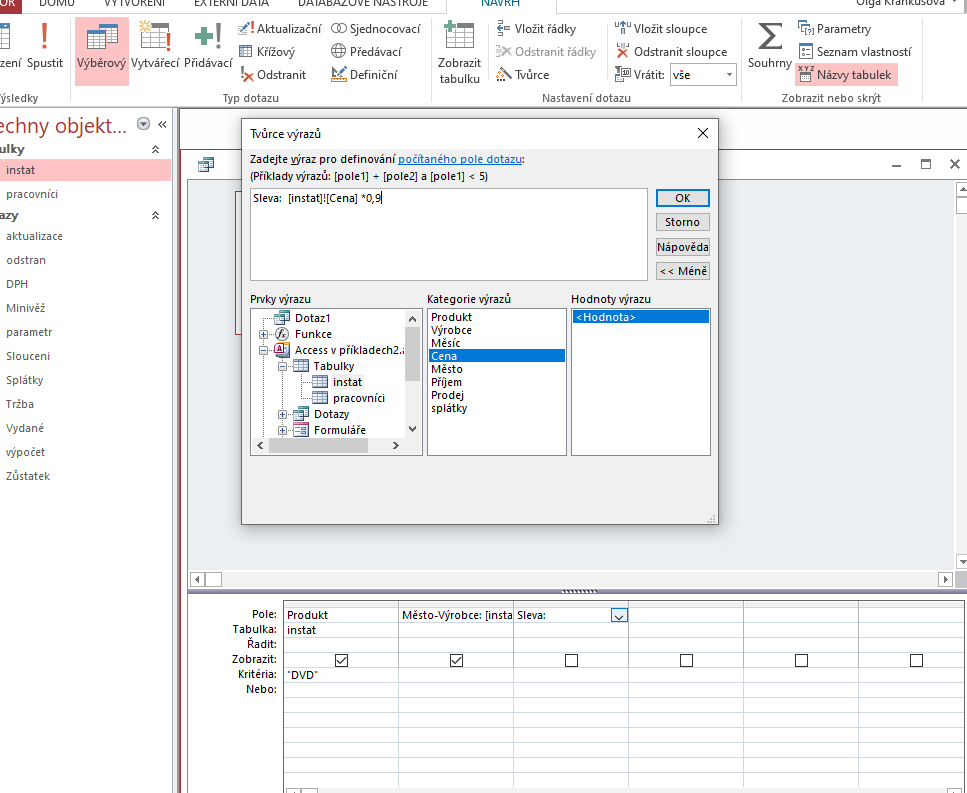 OR DOMŮ VYTVOŘENÍ EXTERNÍ DATA DATABÁZOVÉ NÁSTROJE NÁVRH Olga Krankusová
zení Spustit Výběrový Vytvářecí Přidávací
Aktualizační
Křížový
Odstranit
Sjednocovací
Předávací
Definiční
Zobrazit tabulku
Vložit řádky
Odstranit řádky
Tvůrce
Vložit sloupce
Odstranit sloupce
Vrátit: vše
Souhrny
Parametry
Seznam vlastností
XYZ Názvy tabulek
ýsledky Typ dotazu Nastavení dotazu Zobrazit nebo skrýt
echny objekt... «
ulky
instat
pracovníci
azy
aktualizace
odstran
DPH
Minivěž
parametr
Slouceni
Splátky
Tržba
Vydané
výpočet
Zůstatek
Tvůrce výrazů
Zadejte výraz pro definování počítaného pole dotazu:
(Příklady výrazů: [pole1] + [pole2] a [pole1] < 5)
Sleva: [instat]![Cena] *0,9
OK
Storno
Nápověda
<< Méně
Prvky výrazu
Dotaz1
Funkce
Access v příkladech2.a
Tabulky
instat
pracovníci
Dotazy
Formuláře
Kategorie výrazů
Produkt
Výrobce
Měsíc
Cena
Město
Příjem
Prodej
splátky
Hodnoty výrazu
<Hodnota>
Pole: Produkt Město-Výrobce: [insta Sleva:
Tabulka: instat
Řadit:
Zobrazit:
Kritéria: "DVD"
Nebo: